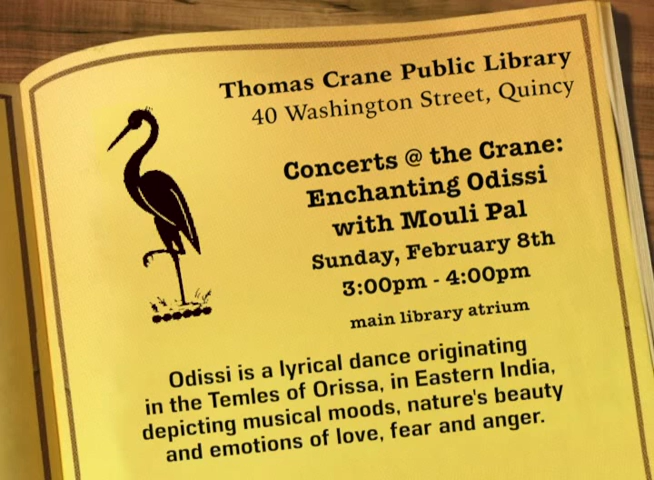 Thomas Crane Public Library
40 Washington Street, Quincy
Concerts @ the Crane:
Enchanting Odissi
with Mouli Pal
Sunday, February 8th
3:00pm - 4:00pm
main library atrium
Odissi is a lyrical dance originating
in the Temles of Orissa, in Eastern India,
depicting musical moods, nature's beauty
and emotions of love, fear and anger.